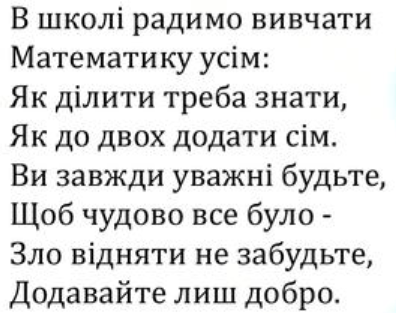 В школі радимо вивчати
Математику усім:
Як ділити треба знати,
Як до двох додати сім.
Ви завжди уважні будьте,
Щоб чудово все було -
Зло відняти не забудьте,
Додавайте лиш добро.